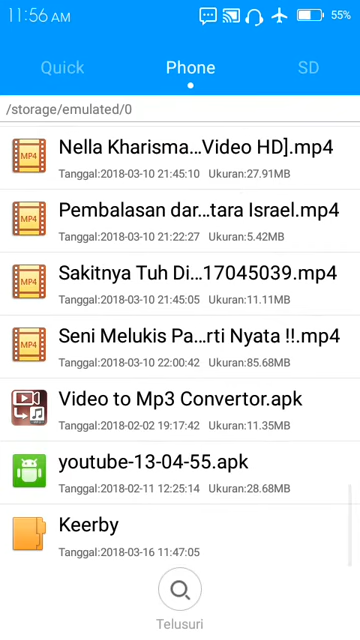 11:56 AM
55%
Quick
Phone
SD
/storage/emulated/0
MP4
Nella Kharisma...Video HD].mp4
Tanggal:2018-03-10 21:45:10 Ukuran:27.91MB
MP4
Pembalasan dar...tara Israel.mp4
Tanggal:2018-03-10 21:22:27 Ukuran:5.42MB
MP4
Sakitnya Tuh Di...17045039.mp4
Tanggal:2018-03-10 21:45:05 Ukuran:11.11MB
MP4
Seni Melukis Pa...rti Nyata !!.mp4
Tanggal:2018-03-10 22:00:42 Ukuran:85.68MB
Video to Mp3 Convertor.apk
Tanggal:2018-02-02 19:17:42 Ukuran:11.35MB
youtube-13-04-55.apk
Tanggal:2018-02-11 12:25:14 Ukuran:28.68MB
Keerby
Tanggal:2018-03-16 11:47:05
Telusuri